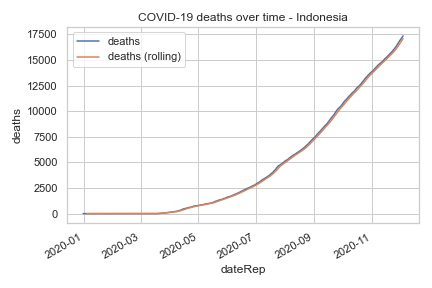 COVID-19 deaths over time - Indonesia
deaths
deaths (rolling)
17500
15000
12500
10000
7500
5000
2500
0
deaths
2020-01
2020-03
2020-05
2020-07
2020-09
2020-11
dateRep